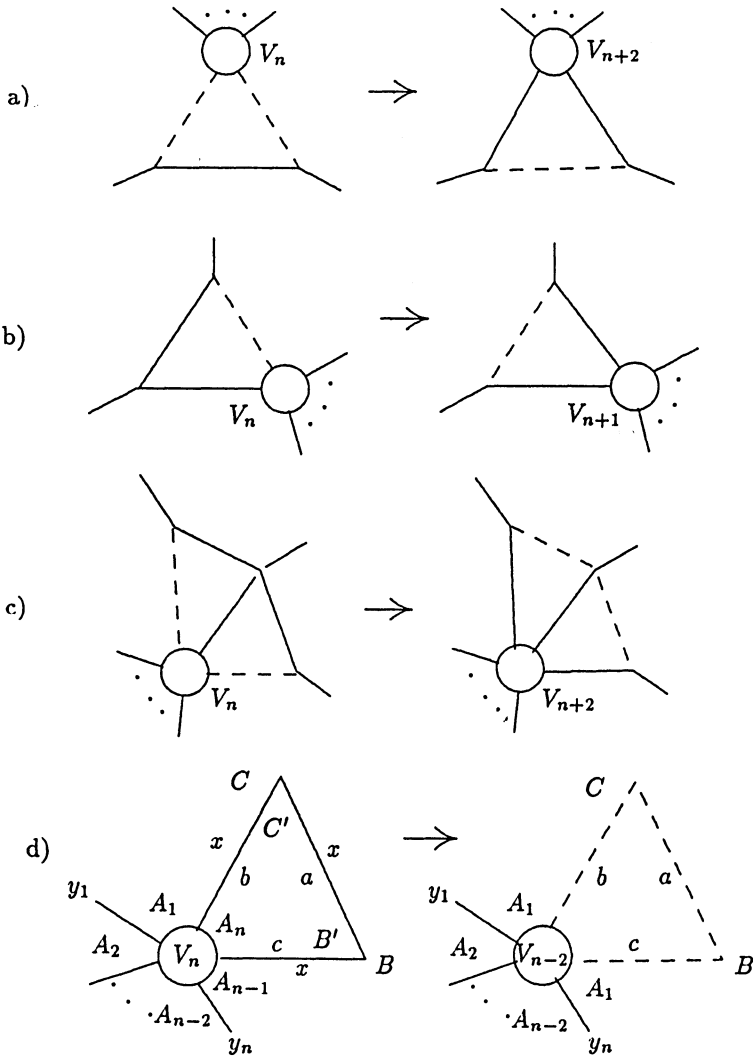 a) V_n V_{n+2}
b) V_n V_{n+1}
c) V_n V_{n+2}
d) C C' x x b a y_1 A_1 A_n c B' A_2 V_n x B A_{n-1} A_{n-2} y_n
C b a y_1 A_1 c A_2 V_{n-2} B A_1 A_{n-2} y_n